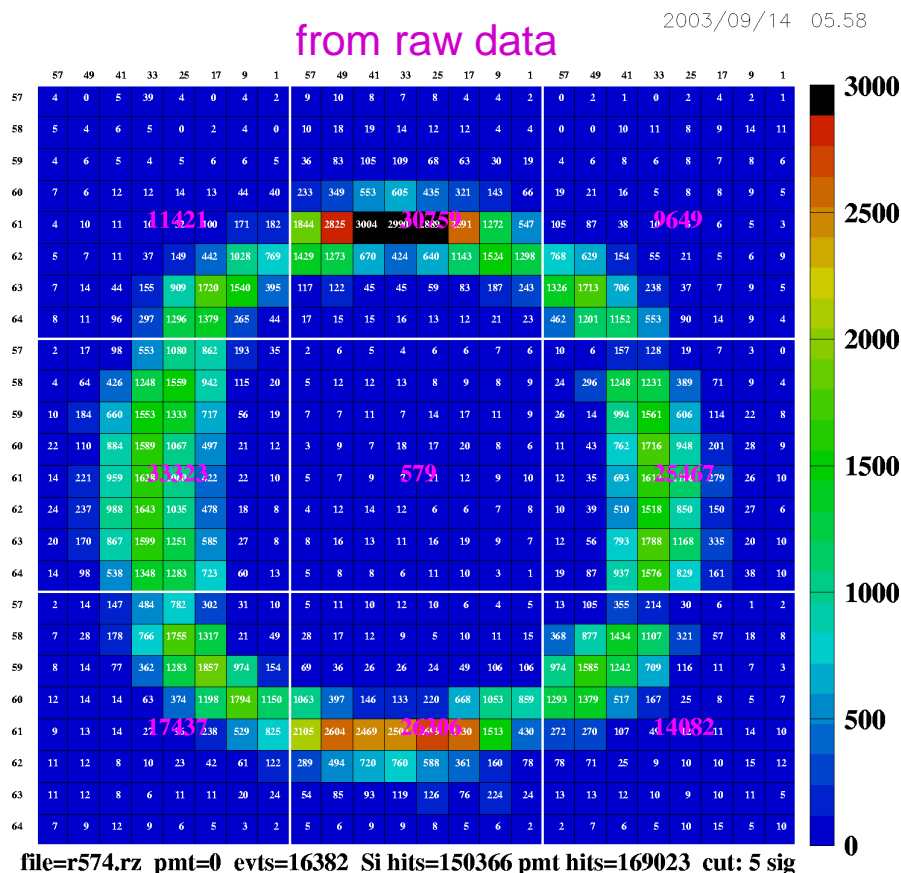 2003/09/14 05.58
from raw data
57 49 41 33 25 17 9 1 57 49 41 33 25 17 9 1 57 49 41 33 25 17 9 1
57 4 0 5 39 4 0 4 2 9 10 8 7 8 4 4 2 0 2 1 0 2 4 2 1
3000
58 5 4 6 5 0 2 4 0 10 18 19 14 12 12 4 4 0 0 10 11 8 9 14 11
59 4 6 5 4 5 6 6 5 36 83 105 109 68 63 30 19 4 6 8 6 8 7 8 6
60 7 6 12 12 14 13 44 40 233 349 553 605 435 321 143 66 19 21 16 5 8 8 9 5
11421 30759 9649
2500
61 4 10 11 10 100 171 182 1844 2825 3004 1272 547 105 87 38 6 5 3
62 5 7 11 37 149 442 1028 769 1429 1273 670 424 640 1143 1524 1298 768 629 154 55 21 5 6 9
63 7 14 44 155 909 1720 1540 395 117 122 45 45 59 83 187 243 1326 1713 706 238 37 7 9 5
64 8 11 96 297 1296 1379 265 44 17 15 15 16 13 12 21 23 462 1201 1152 553 90 14 9 4
2000
57 2 17 98 553 1080 862 193 35 2 6 5 4 6 6 7 6 10 6 157 128 19 7 3 0
58 4 64 426 1248 1559 942 115 20 5 12 12 13 8 9 8 9 24 296 1248 1231 389 71 9 4
59 10 184 660 1553 1333 717 56 19 7 7 11 7 14 17 11 9 26 14 994 1561 606 114 22 8
60 22 110 884 1589 1067 497 21 12 3 9 7 18 17 20 8 6 11 43 762 1716 948 201 28 9
33323 579 25467
1500
61 14 221 959 22 10 5 7 9 12 9 10 12 35 693 26 10
62 24 237 988 1643 1035 478 18 8 4 12 14 12 6 6 7 8 10 39 510 1518 850 150 27 6
63 20 170 867 1599 1251 585 27 8 8 16 13 11 16 19 9 7 12 56 793 1788 1168 335 20 10
64 14 98 538 1348 1283 723 60 13 5 8 8 6 11 10 3 1 19 87 937 1576 829 161 38 10
1000
57 2 14 147 484 782 302 31 10 5 11 10 12 10 6 4 5 13 105 355 214 30 6 1 2
58 7 28 178 766 1755 1317 21 49 28 17 12 9 5 10 11 15 368 877 1434 1107 321 57 18 8
59 8 14 77 362 1283 1857 974 154 69 36 26 26 24 49 106 106 974 1585 1242 709 116 11 7 3
60 12 14 14 63 374 1198 1794 1150 1063 397 146 133 220 668 1053 859 1293 1379 517 167 25 8 5 7
17437 26306 14082
500
61 9 13 14 238 529 825 2105 2604 2469 1513 430 272 270 107 11 14 10
62 11 12 8 10 23 42 61 122 289 494 720 760 588 361 160 78 78 71 25 9 10 10 15 12
63 11 12 8 6 11 11 20 24 54 85 93 119 126 76 224 24 13 13 12 10 9 10 11 5
64 7 9 12 9 6 5 3 2 5 6 9 9 8 5 6 2 2 7 6 5 10 15 5 10
0
file=r574.rz pmt=0 evts=16382 Si hits=150366 pmt hits=169023 cut: 5 sig